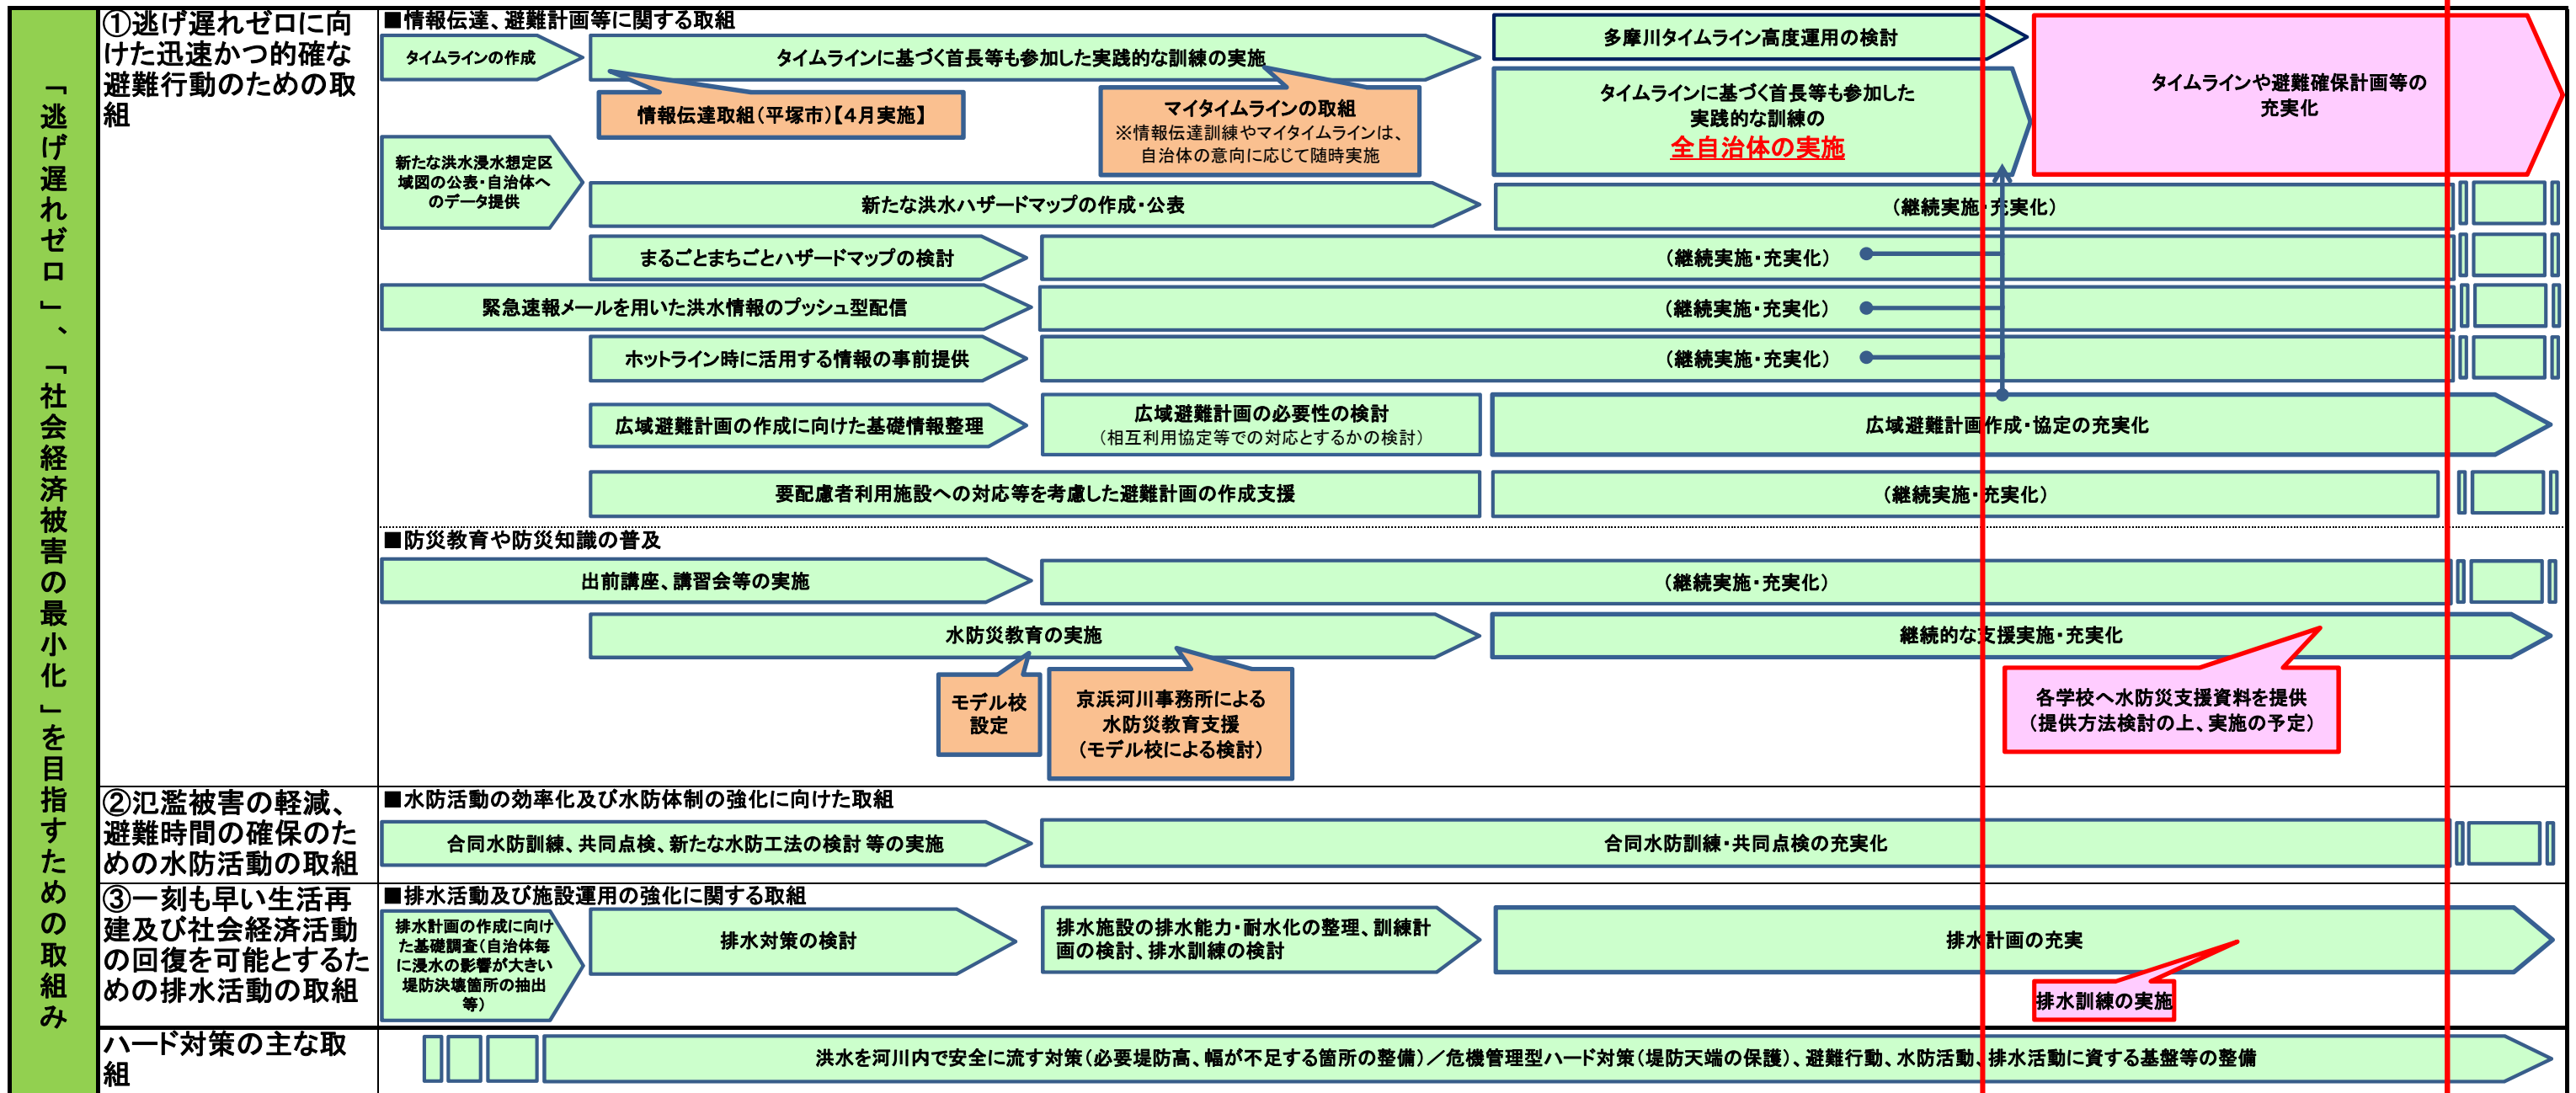 「逃げ遅れゼロ」、「社会経済被害の最小化」を目指すための取組み
①逃げ遅れゼロに向
けた迅速かつ的確な
避難行動のための取
組
■情報伝達、避難計画等に関する取組
タイムラインの作成
タイムラインに基づく首長等も参加した実践的な訓練の実施
多摩川タイムライン高度運用の検討
タイムラインや避難確保計画等の
充実化
情報伝達取組（平塚市）【４月実施】
マイタイムラインの取組
※情報伝達訓練やマイタイムラインは、
自治体の意向に応じて随時実施
タイムラインに基づく首長等も参加した
実践的な訓練の
全自治体の実施
新たな洪水浸水想定区
域図の公表・自治体へ
のデータ提供
新たな洪水ハザードマップの作成・公表
（継続実施・充実化）
まるごとまちごとハザードマップの検討
（継続実施・充実化）
緊急速報メールを用いた洪水情報のプッシュ型配信
（継続実施・充実化）
ホットライン時に活用する情報の事前提供
（継続実施・充実化）
広域避難計画の作成に向けた基礎情報整理
広域避難計画の必要性の検討
（相互利用協定等での対応とするかの検討）
広域避難計画作成・協定の充実化
要配慮者利用施設への対応等を考慮した避難計画の作成支援
（継続実施・充実化）
■防災教育や防災知識の普及
出前講座、講習会等の実施
（継続実施・充実化）
水防災教育の実施
継続的な支援実施・充実化
モデル校
設定
京浜河川事務所による
水防災教育支援
（モデル校による検討）
各学校へ水防災支援資料を提供
（提供方法検討の上、実施の予定）
②氾濫被害の軽減、
避難時間の確保のた
めの水防活動の取組
■水防活動の効率化及び水防体制の強化に向けた取組
合同水防訓練、共同点検、新たな水防工法の検討 等の実施
合同水防訓練・共同点検の充実化
③一刻も早い生活再
建及び社会経済活動
の回復を可能とするた
めの排水活動の取組
■排水活動及び施設運用の強化に関する取組
排水計画の作成に向け
た基礎調査（自治体毎
に浸水の影響が大きい
堤防決壊箇所の抽出
等）
排水対策の検討
排水施設の排水能力・耐水化の整理、訓練計
画の検討、排水訓練の検討
排水計画の充実
排水訓練の実施
ハード対策の主な取
組
洪水を河川内で安全に流す対策（必要堤防高、幅が不足する箇所の整備）／危機管理型ハード対策（堤防天端の保護）、避難行動、水防活動、排水活動に資する基盤等の整備